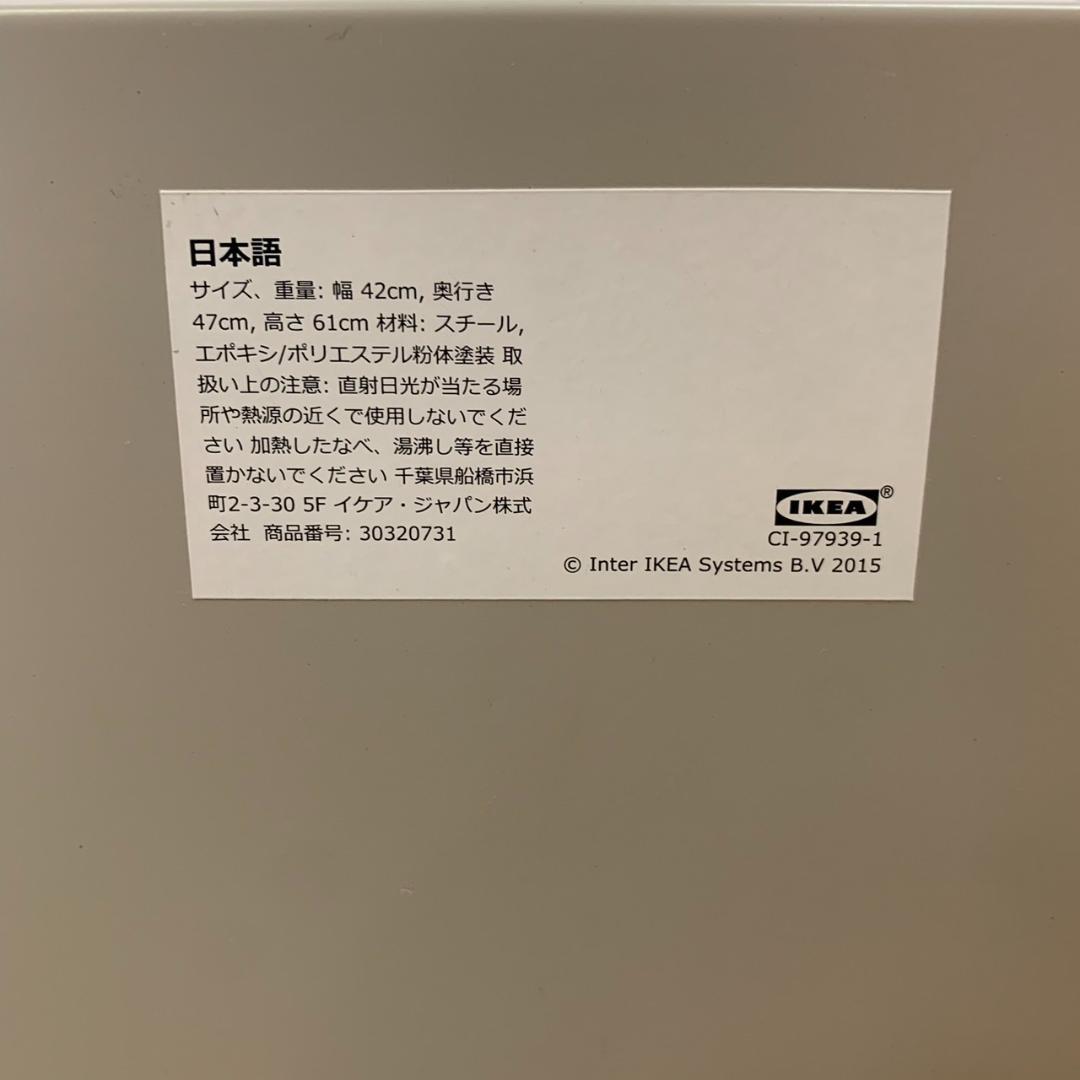 日本語
サイズ、重量: 幅 42cm, 奥行き
47cm, 高さ 61cm 材料: スチール,
エポキシ/ポリエステル粉体塗装 取
扱い上の注意: 直射日光が当たる場
所や熱源の近くで使用しないでくだ
さい 加熱したなべ、湯沸し等を直接
置かないでください 千葉県船橋市浜
町2-3-30 5F イケア・ジャパン株式
会社 商品番号: 30320731
IKEA®
CI-97939-1
© Inter IKEA Systems B.V 2015